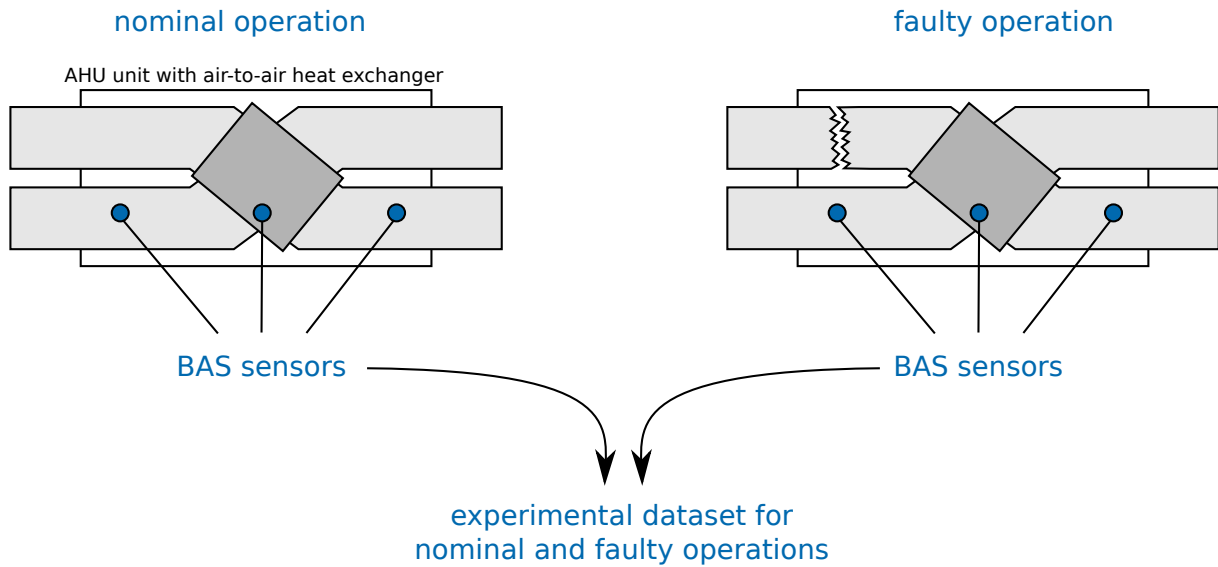 nominal operation
faulty operation
AHU unit with air-to-air heat exchanger
BAS sensors
BAS sensors
experimental dataset for
nominal and faulty operations